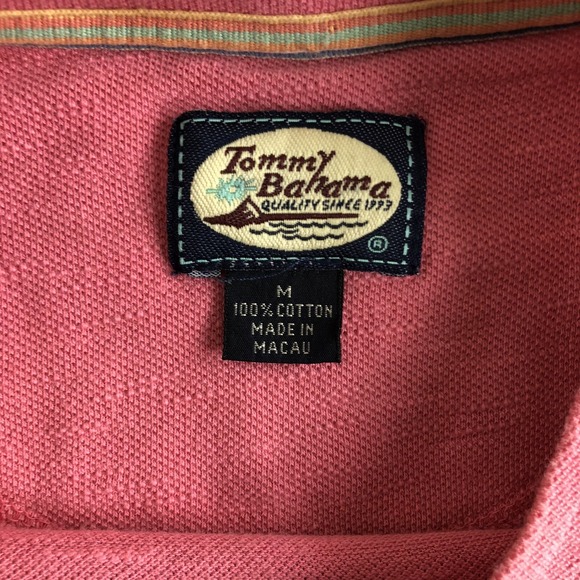 Tommy
Bahama
QUALITY SINCE 1993
®
M
100% COTTON
MADE IN
MACAU